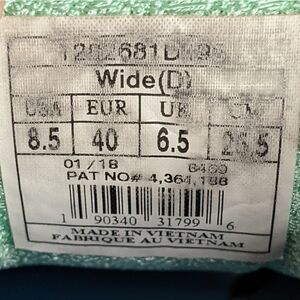 Wide(D)
USA EUR UK CM
8.5 40 6.5
01/18
PAT NO# 4,364,188
1 90340 31799 6
MADE IN VIETNAM
FABRIQUE AU VIETNAM